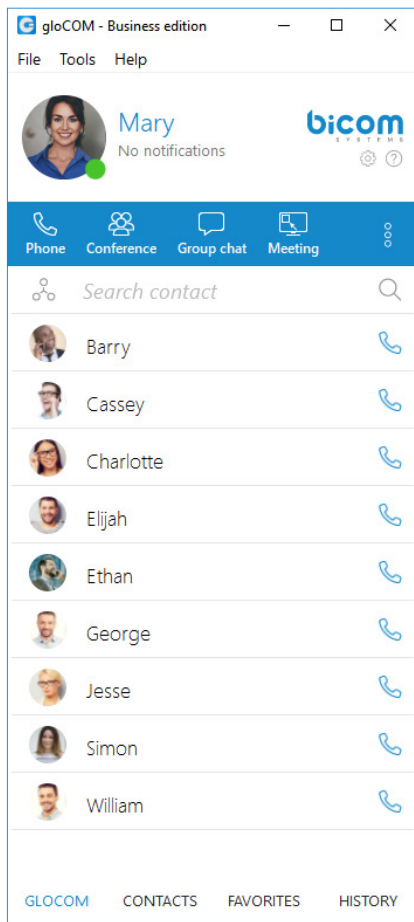 gloCOM - Business edition
File Tools Help
Mary
No notifications
bicom
SYSTEMS
Phone Conference Group chat Meeting
Search contact
Barry
Cassey
Charlotte
Elijah
Ethan
George
Jesse
Simon
William
GLOCOM CONTACTS FAVORITES HISTORY